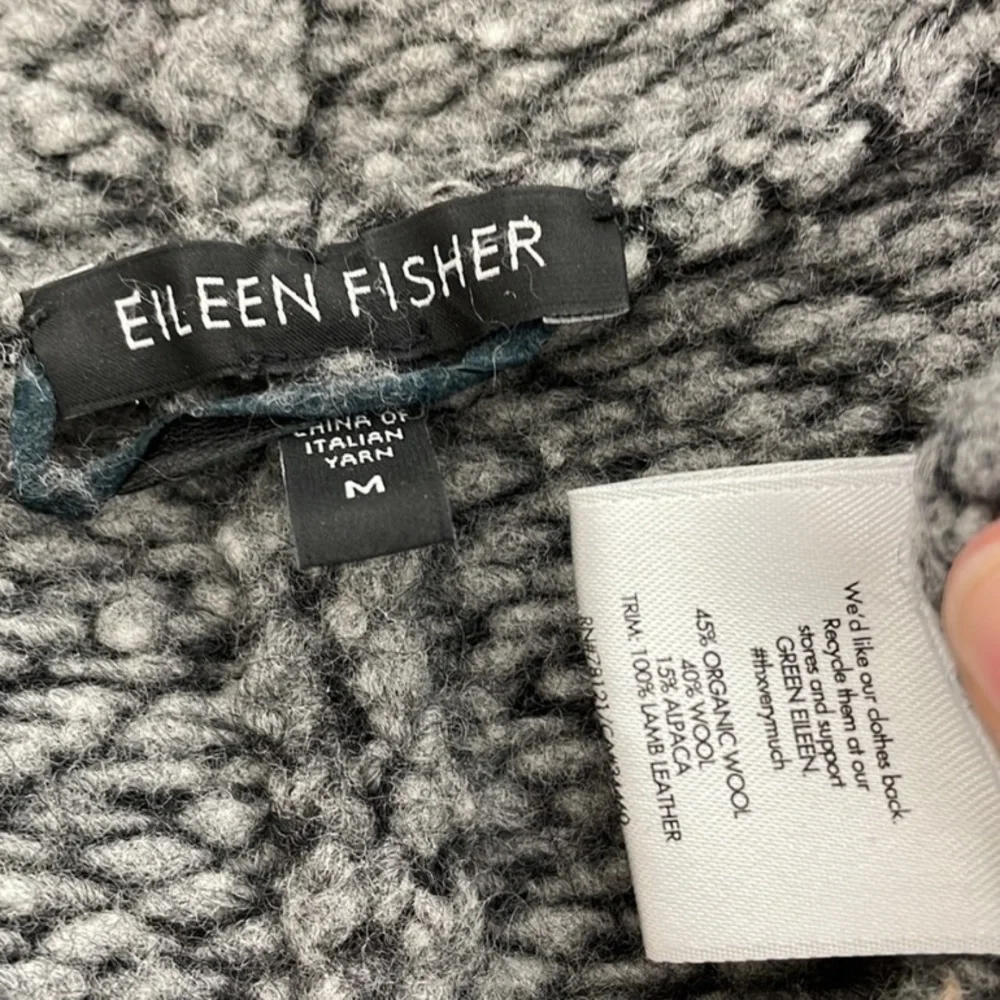 EILEEN FISHER
CHINA OF
ITALIAN
YARN
M
We'd like our clothes back.
Recycle them at our
stores and support
GREEN EILEEN.
#thxverymuch
45% ORGANIC WOOL
40% WOOL
15% ALPACA
TRIM: 100% LAMB LEATHER